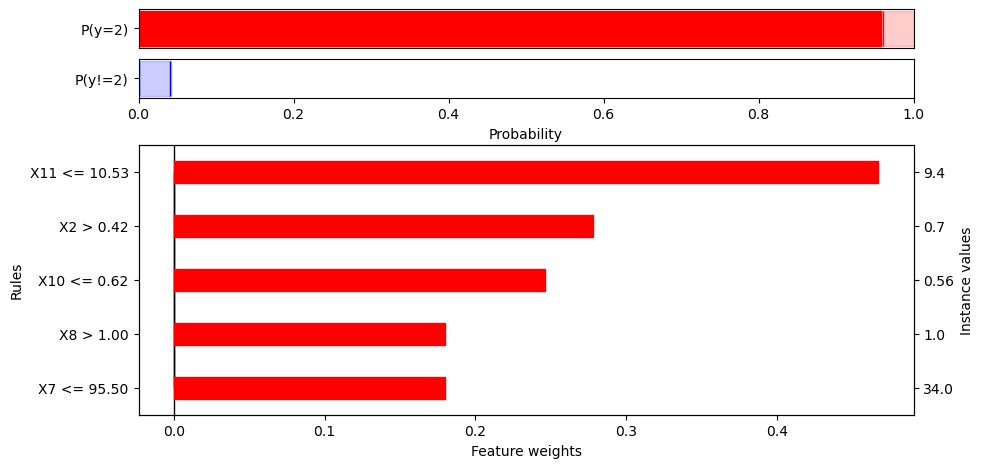 P(y=2)
P(y!=2)
0.0 0.2 0.4 0.6 0.8 1.0
Probability
X11 <= 10.53 9.4
X2 > 0.42 0.7
X10 <= 0.62 0.56
X8 > 1.00 1.0
X7 <= 95.50 34.0
Rules
Instance values
0.0 0.1 0.2 0.3 0.4
Feature weights